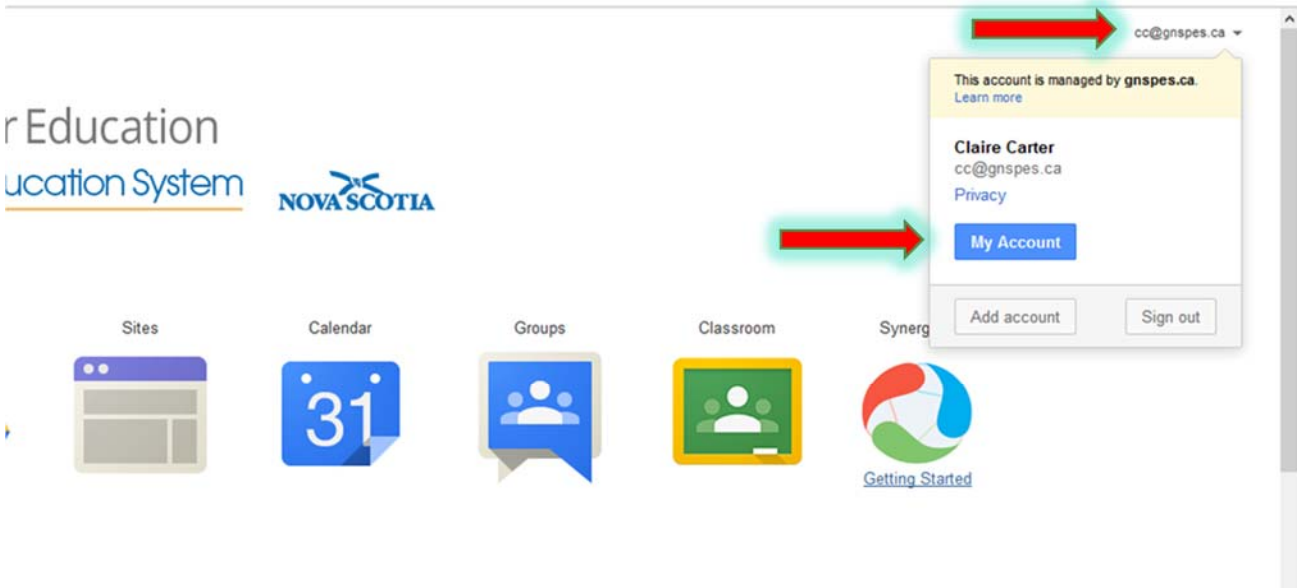 cc@gnspes.ca
This account is managed by gnspes.ca.
Learn more
Claire Carter
cc@gnspes.ca
Privacy
My Account
Add account Sign out
r Education
ucation System
NOVA SCOTIA
Sites Calendar Groups Classroom Synerg
31
Getting Started